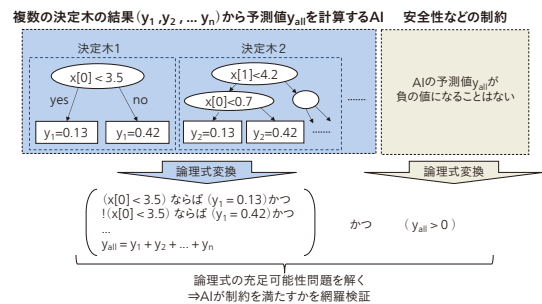 複数の決定木の結果(y₁ ,y₂ , ... yₙ)から予測値yallを計算するAI
安全性などの制約
決定木1
x[0]<3.5
yes
no
y₁=0.13
y₁=0.42
決定木2
x[1]<4.2
x[0]<0.7
y₂=0.13
y₂=0.42
........
........
AIの予測値yallが
負の値になることはない
論理式変換
論理式変換
(x[0]<3.5) ならば (y₁ = 0.13)かつ
!(x[0]<3.5) ならば (y₁ = 0.42)かつ
...
yall = y₁ + y₂ + ... + yₙ
かつ
( yall > 0 )
論理式の充足可能性問題を解く
⇒AIが制約を満たすかを網羅検証